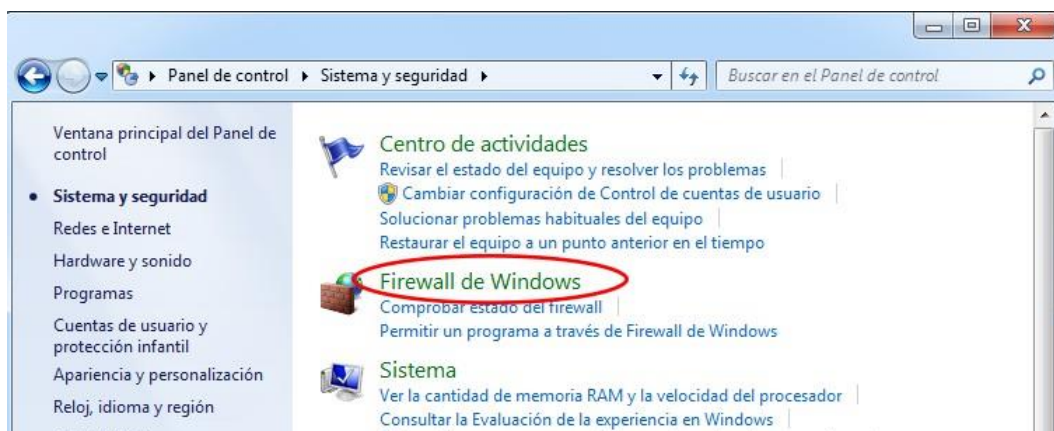 Panel de control ▸ Sistema y seguridad ▸
Buscar en el Panel de control
Ventana principal del Panel de
control
Sistema y seguridad
Redes e Internet
Hardware y sonido
Programas
Cuentas de usuario y
protección infantil
Apariencia y personalización
Reloj, idioma y región
Centro de actividades
Revisar el estado del equipo y resolver los problemas
Cambiar configuración de Control de cuentas de usuario
Solucionar problemas habituales del equipo
Restaurar el equipo a un punto anterior en el tiempo
Firewall de Windows
Comprobar estado del firewall
Permitir un programa a través de Firewall de Windows
Sistema
Ver la cantidad de memoria RAM y la velocidad del procesador
Consultar la Evaluación de la experiencia en Windows